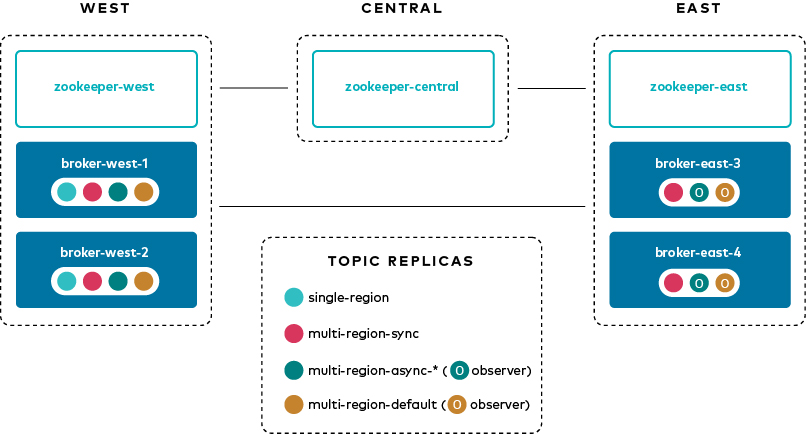 WEST CENTRAL EAST
zookeeper-west zookeeper-central zookeeper-east
broker-west-1 broker-east-3
O O
broker-west-2 broker-east-4
O O
TOPIC REPLICAS
single-region
multi-region-sync
multi-region-async-* ( O observer)
multi-region-default ( O observer)